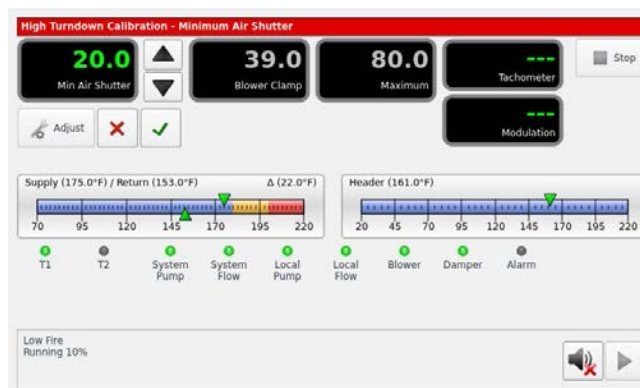 High Turndown Calibration - Minimum Air Shutter
20.0
Min Air Shutter
39.0
Blower Clamp
80.0
Maximum
---
Tachometer
Stop
---
Modulation
Adjust
Supply (175.0°F) / Return (153.0°F) Δ (22.0°F)
70 95 120 145 170 195 220
Header (161.0°F)
20 45 70 95 120 145 170 195 220
T1
T2
System Pump
System Flow
Local Pump
Local Flow
Blower
Damper
Alarm
Low Fire
Running 10%